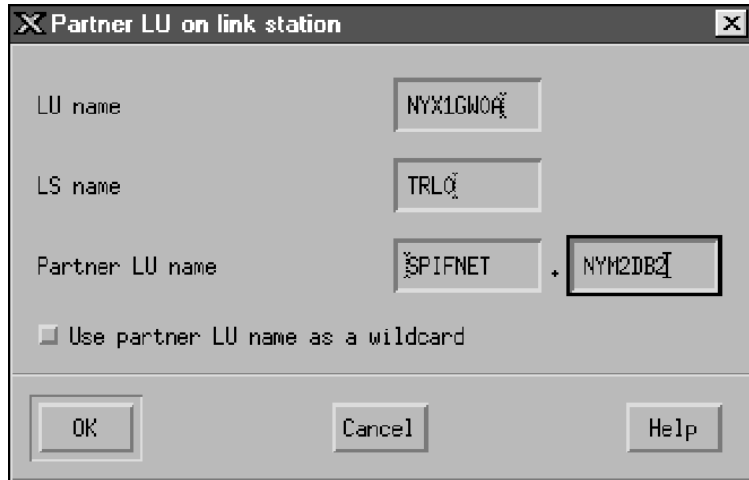 Partner LU on link station
LU name NYX1GW0A
LS name TRL0
Partner LU name SPIFNET . NYM2DB2
Use partner LU name as a wildcard
OK Cancel Help